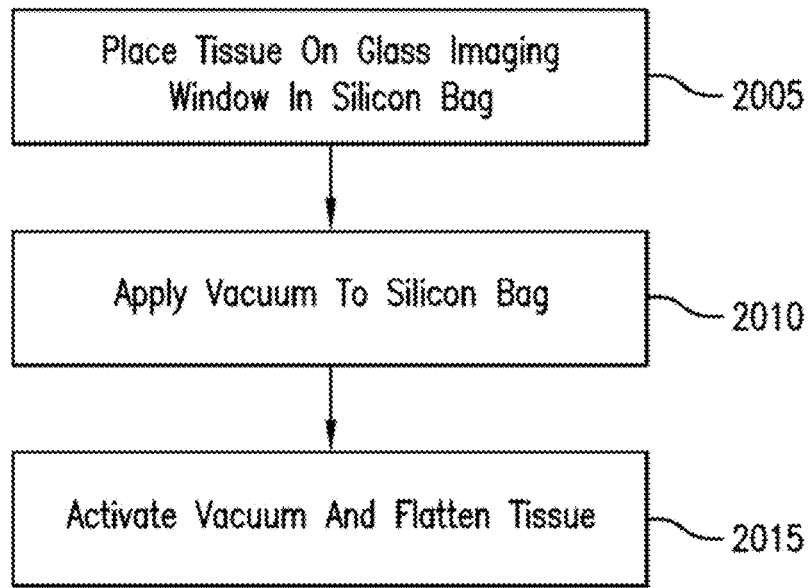 Place Tissue On Glass Imaging
Window In Silicon Bag
2005
Apply Vacuum To Silicon Bag
2010
Activate Vacuum And Flatten Tissue
2015